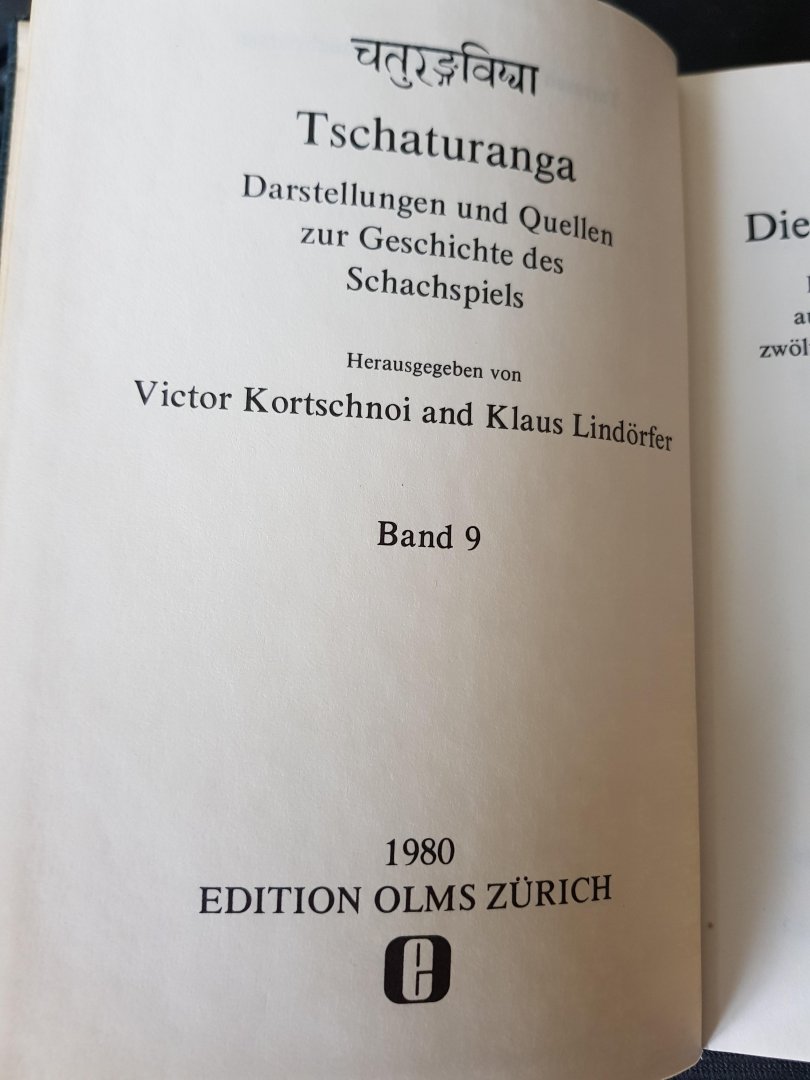 चतुरङ्गविद्या
Tschaturanga
Darstellungen und Quellen
zur Geschichte des
Schachspiels
Herausgegeben von
Victor Kortschnoi and Klaus Lindörfer
Band 9
1980
EDITION OLMS ZÜRICH
e
Die